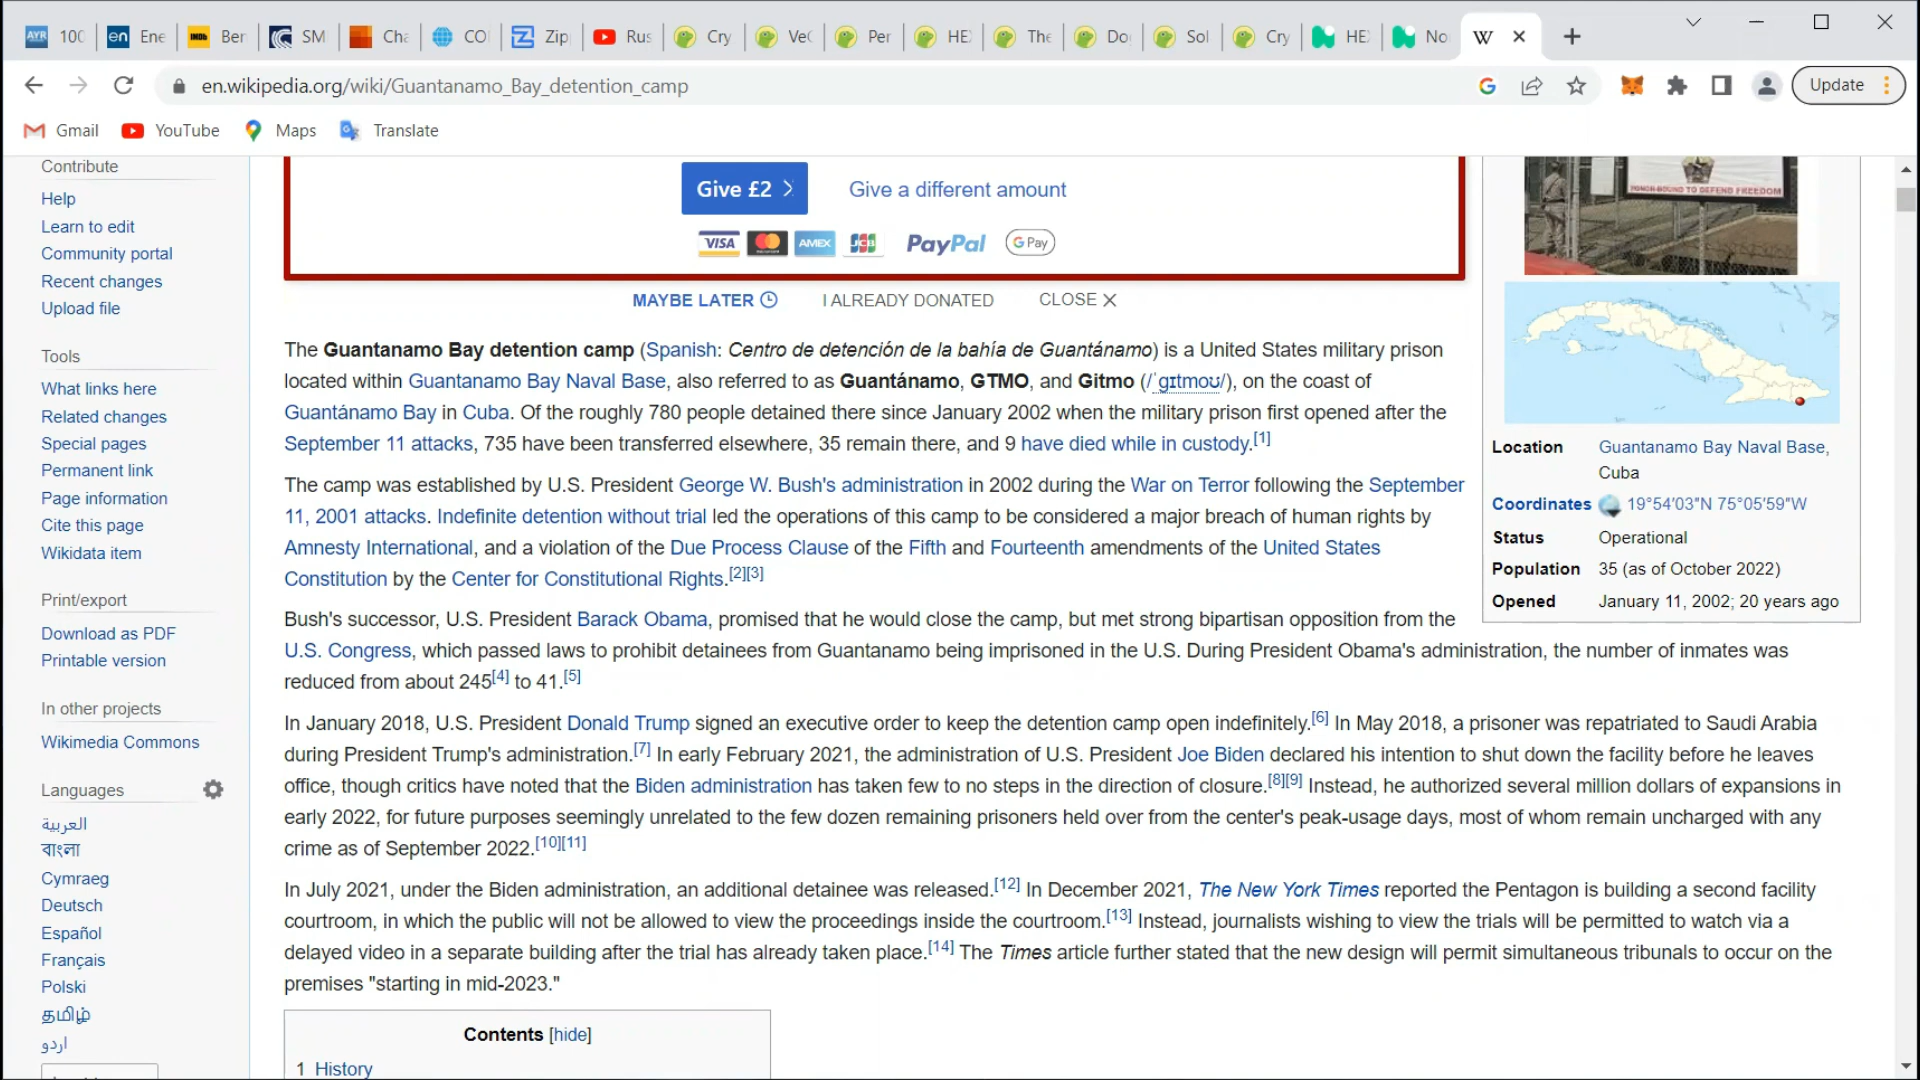 100
Ene
Ber
SM
Cha
CO
Zip
Rus
Cry
VeC
Per
HE
The
Do
Sol
Cry
HE
No
en.wikipedia.org/wiki/Guantanamo_Bay_detention_camp
Update
Gmail
YouTube
Maps
Translate
Contribute
Help
Learn to edit
Community portal
Recent changes
Upload file
Tools
What links here
Related changes
Special pages
Permanent link
Page information
Cite this page
Wikidata item
Print/export
Download as PDF
Printable version
In other projects
Wikimedia Commons
Languages
العربية
বাংলা
Cymraeg
Deutsch
Español
Français
Polski
தமிழ்
اردو
Give £2
Give a different amount
VISA AMEX JCB PayPal G Pay
MAYBE LATER I ALREADY DONATED CLOSE
The Guantanamo Bay detention camp (Spanish: Centro de detención de la bahía de Guantánamo) is a United States military prison
located within Guantanamo Bay Naval Base, also referred to as Guantánamo, GTMO, and Gitmo (/ˈɡɪtmoʊ/), on the coast of
Guantánamo Bay in Cuba. Of the roughly 780 people detained there since January 2002 when the military prison first opened after the
September 11 attacks, 735 have been transferred elsewhere, 35 remain there, and 9 have died while in custody.[1]
The camp was established by U.S. President George W. Bush's administration in 2002 during the War on Terror following the September
11, 2001 attacks. Indefinite detention without trial led the operations of this camp to be considered a major breach of human rights by
Amnesty International, and a violation of the Due Process Clause of the Fifth and Fourteenth amendments of the United States
Constitution by the Center for Constitutional Rights.[2][3]
Bush's successor, U.S. President Barack Obama, promised that he would close the camp, but met strong bipartisan opposition from the
U.S. Congress, which passed laws to prohibit detainees from Guantanamo being imprisoned in the U.S. During President Obama's administration, the number of inmates was
reduced from about 245[4] to 41.[5]
In January 2018, U.S. President Donald Trump signed an executive order to keep the detention camp open indefinitely.[6] In May 2018, a prisoner was repatriated to Saudi Arabia
during President Trump's administration.[7] In early February 2021, the administration of U.S. President Joe Biden declared his intention to shut down the facility before he leaves
office, though critics have noted that the Biden administration has taken few to no steps in the direction of closure.[8][9] Instead, he authorized several million dollars of expansions in
early 2022, for future purposes seemingly unrelated to the few dozen remaining prisoners held over from the center's peak-usage days, most of whom remain uncharged with any
crime as of September 2022.[10][11]
In July 2021, under the Biden administration, an additional detainee was released.[12] In December 2021, The New York Times reported the Pentagon is building a second facility
courtroom, in which the public will not be allowed to view the proceedings inside the courtroom.[13] Instead, journalists wishing to view the trials will be permitted to watch via a
delayed video in a separate building after the trial has already taken place.[14] The Times article further stated that the new design will permit simultaneous tribunals to occur on the
premises "starting in mid-2023."
Contents [hide]
1 History
HONOR-BOUND TO DEFEND FREEDOM
Location Guantanamo Bay Naval Base,
Cuba
Coordinates 19°54′03″N 75°05′59″W
Status Operational
Population 35 (as of October 2022)
Opened January 11, 2002; 20 years ago